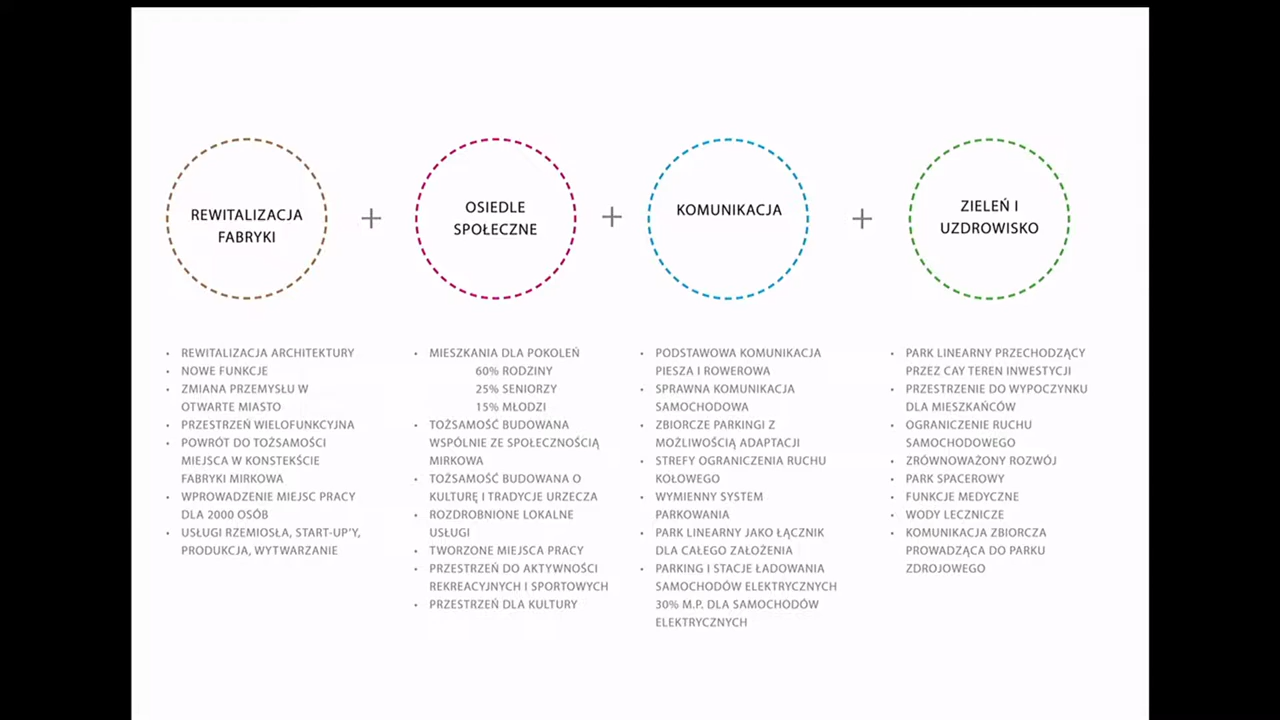 REWITALIZACJA
FABRYKI
+
OSIEDLE
SPOŁECZNE
+
KOMUNIKACJA
+
ZIELEŃ I
UZDROWISKO
• REWITALIZACJA ARCHITEKTURY
• NOWE FUNKCJE
• ZMIANA PRZEMYSŁU W
OTWARTE MIASTO
• PRZESTRZEŃ WIELOFUNKCYJNA
• POWRÓT DO TOŻSAMOŚCI
MIEJSCA W KONSTEKŚCIE
FABRYKI MIRKOWA
• WPROWADZENIE MIEJSC PRACY
DLA 2000 OSÓB
• USŁUGI RZEMIOSŁA, START-UP'Y,
PRODUKCJA, WYTWARZANIE
• MIESZKANIA DLA POKOLEŃ
60% RODZINY
25% SENIORZY
15% MŁODZI
• TOŻSAMOŚĆ BUDOWANA
WSPÓLNIE ZE SPOŁECZNOŚCIĄ
MIRKOWA
• TOŻSAMOŚĆ BUDOWANA O
KULTURĘ I TRADYCJE URZECZA
• ROZDROBNIONE LOKALNE
USŁUGI
• TWORZONE MIEJSCA PRACY
• PRZESTRZEŃ DO AKTYWNOŚCI
REKREACYJNYCH I SPORTOWYCH
• PRZESTRZEŃ DLA KULTURY
• PODSTAWOWA KOMUNIKACJA
PIESZA I ROWEROWA
• SPRAWNA KOMUNIKACJA
SAMOCHODOWA
• ZBIORCZE PARKINGI Z
MOŻLIWOŚCIĄ ADAPTACJI
• STREFY OGRANICZENIA RUCHU
KOŁOWEGO
• WYMIENNY SYSTEM
PARKOWANIA
• PARK LINEARNY JAKO ŁĄCZNIK
DLA CAŁEGO ZAŁOŻENIA
• PARKING I STACJE ŁADOWANIA
SAMOCHODÓW ELEKTRYCZNYCH
30% M.P. DLA SAMOCHODÓW
ELEKTRYCZNYCH
• PARK LINEARNY PRZECHODZĄCY
PRZEZ CAY TEREN INWESTYCJI
• PRZESTRZENIE DO WYPOCZYNKU
DLA MIESZKAŃCÓW
• OGRANICZENIE RUCHU
SAMOCHODOWEGO
• ZRÓWNOWAŻONY ROZWÓJ
• PARK SPACEROWY
• FUNKCJE MEDYCZNE
• WODY LECZNICZE
• KOMUNIKACJA ZBIORCZA
PROWADZĄCA DO PARKU
ZDROJOWEGO